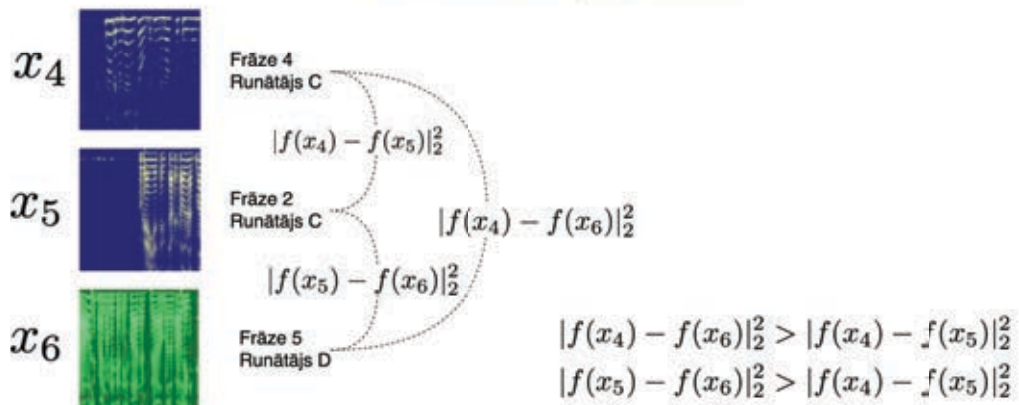 x₄
Frāze 4
Runātājs C
|f(x₄) − f(x₅)|₂²
x₅
Frāze 2
Runātājs C
|f(x₄) − f(x₆)|₂²
|f(x₅) − f(x₆)|₂²
x₆
Frāze 5
Runātājs D
|f(x₄) − f(x₆)|₂² > |f(x₄) − f(x₅)|₂²
|f(x₅) − f(x₆)|₂² > |f(x₄) − f(x₅)|₂²